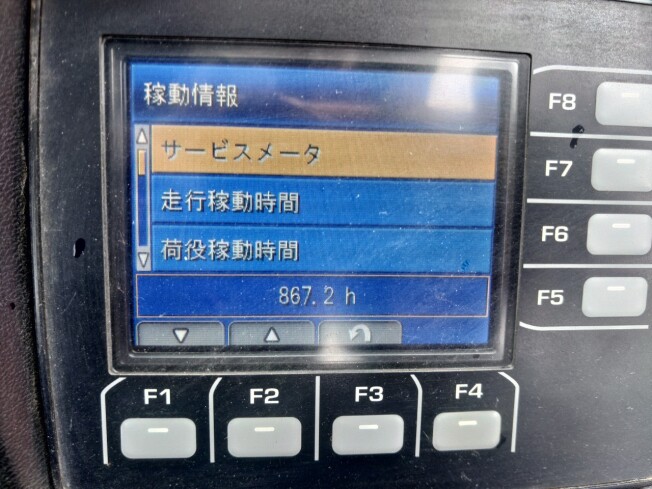 稼動情報
サービスメータ
走行稼動時間
荷役稼動時間
867.2 h
F8
F7
F6
F5
F1 F2 F3 F4